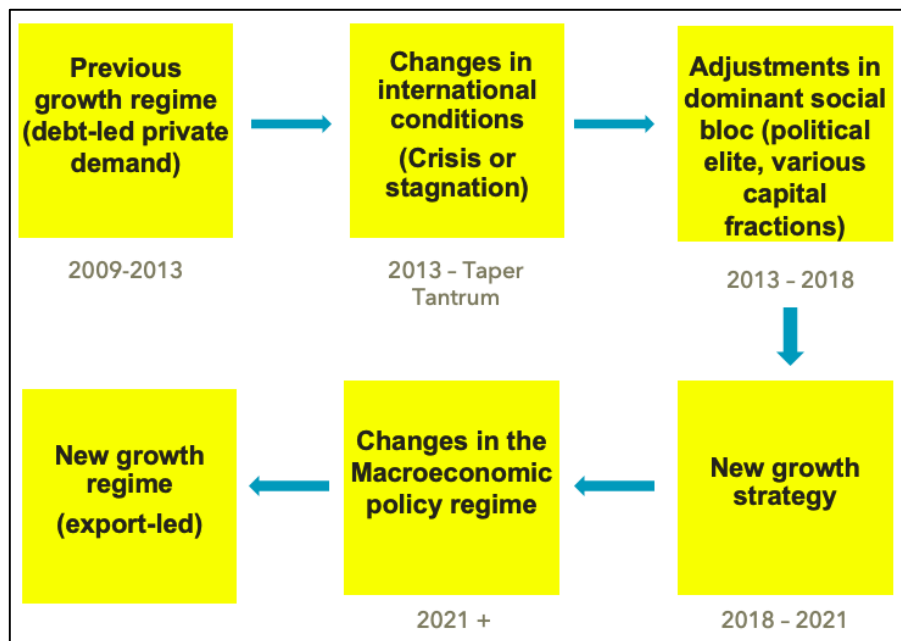 Previous
growth regime
(debt-led private
demand)
2009-2013
Changes in
international
conditions
(Crisis or
stagnation)
2013 – Taper
Tantrum
Adjustments in
dominant social
bloc (political
elite, various
capital
fractions)
2013 – 2018
New growth
strategy
2018 – 2021
Changes in the
Macroeconomic
policy regime
2021 +
New growth
regime
(export-led)